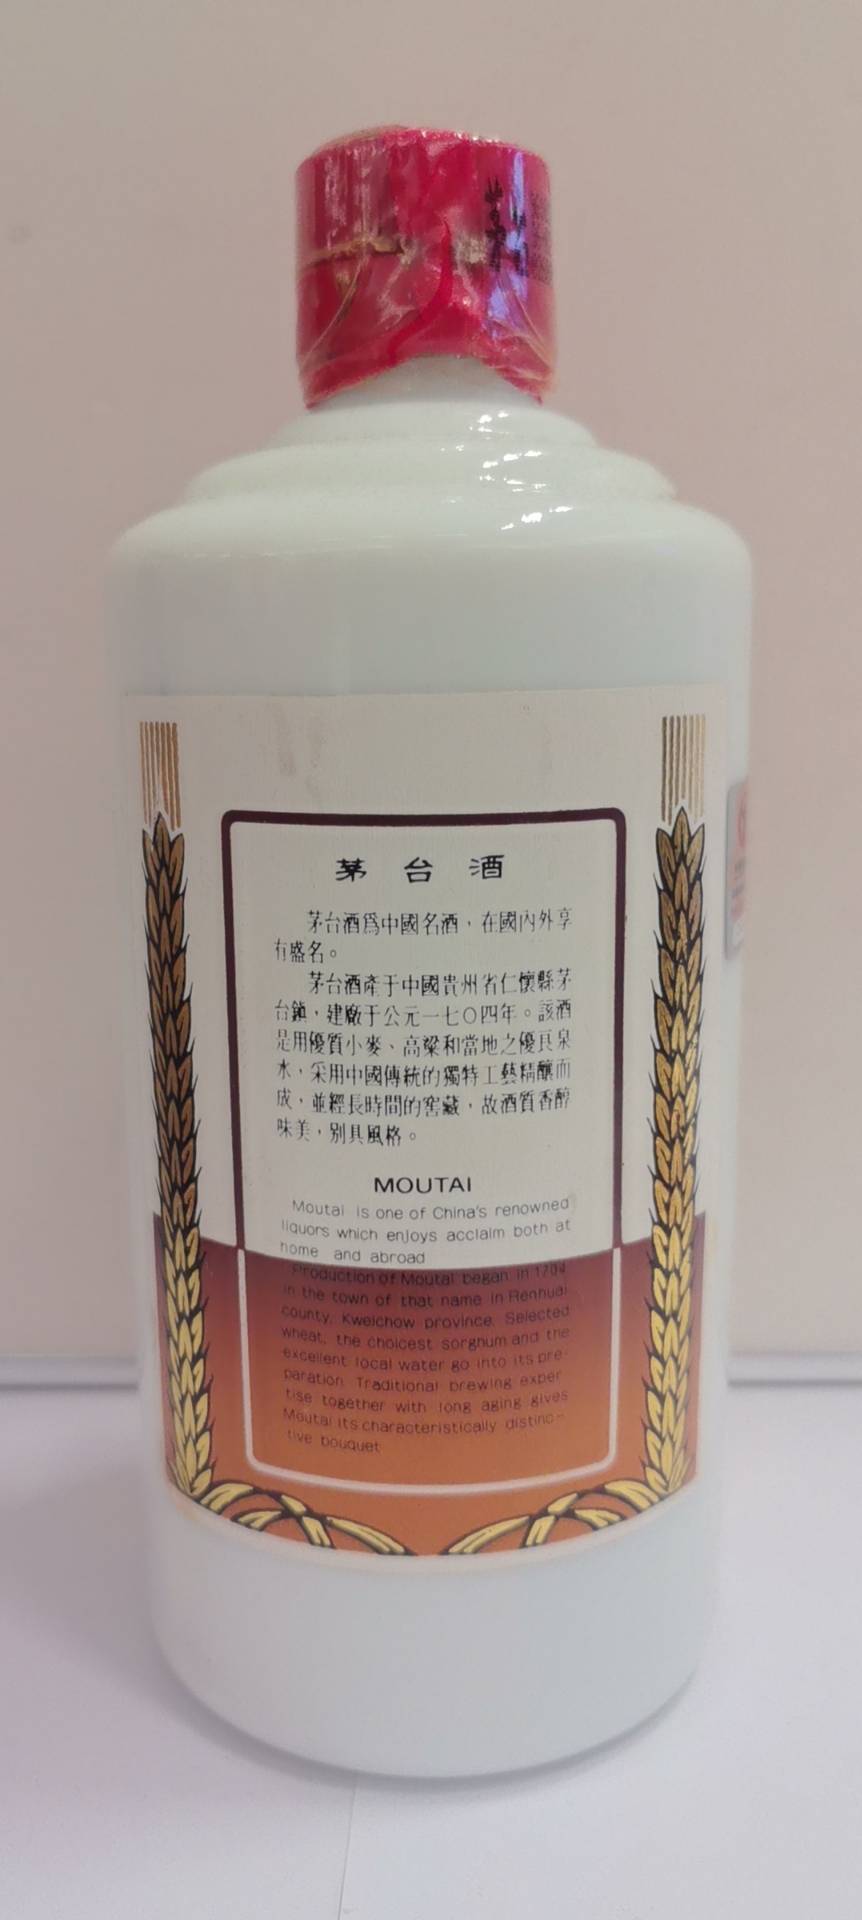 茅台酒
茅台酒爲中國名酒，在國內外享
有盛名。
茅台酒產于中國貴州省仁懷縣茅
台鎮，建廠于公元一七〇四年。該酒
是用優質小麥、高粱和當地之優良泉
水，采用中國傳統的獨特工藝精釀而
成，並經長時間的窖藏，故酒質香醇
味美，別具風格。
MOUTAI
Moutai is one of China's renowned
liquors which enjoys acclaim both at
home and abroad
Production of Moutai began in 1704
in the town of that name in Renhuai
county, Kweichow province. Selected
wheat, the choicest sorghum and the
excellent local water go into its pre-
paration Traditional brewing exper
tise together with long aging gives
Moutai its characteristically distinc-
tive bouquet